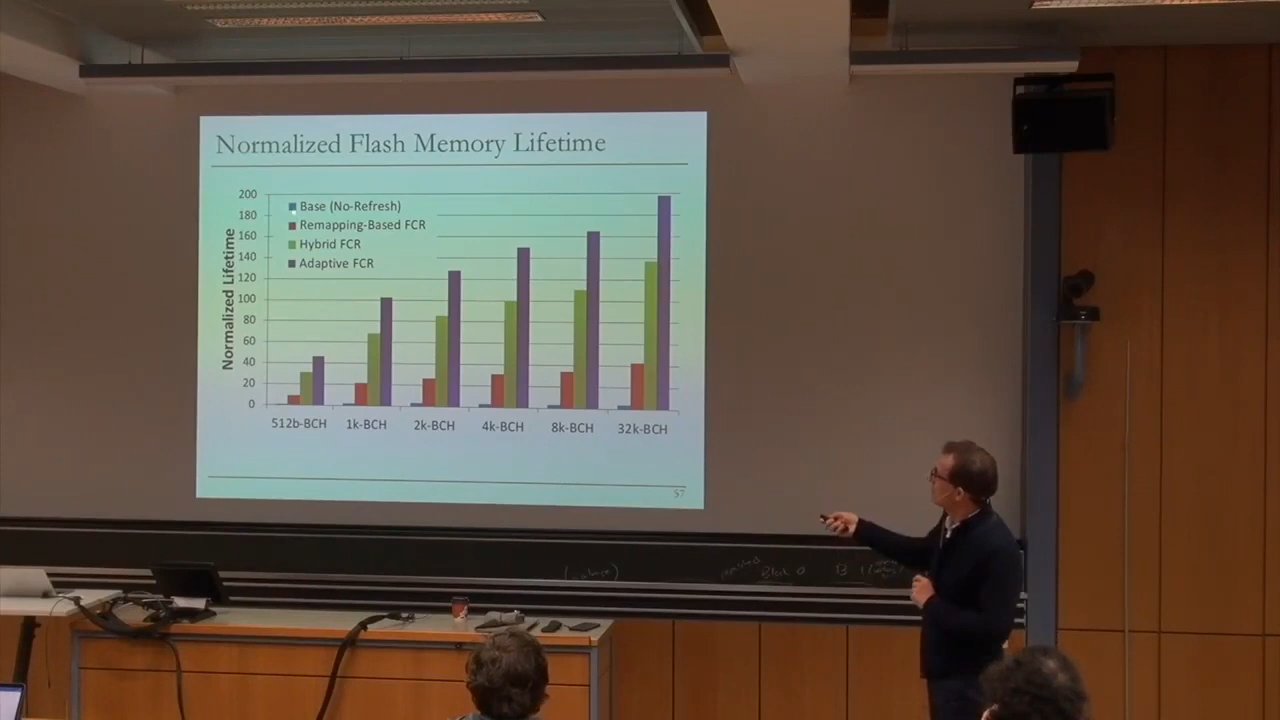 Normalized Flash Memory Lifetime
Normalized Lifetime
200
180
160
140
120
100
80
60
40
20
0
Base (No-Refresh)
Remapping-Based FCR
Hybrid FCR
Adaptive FCR
512b-BCH
1k-BCH
2k-BCH
4k-BCH
8k-BCH
32k-BCH
57